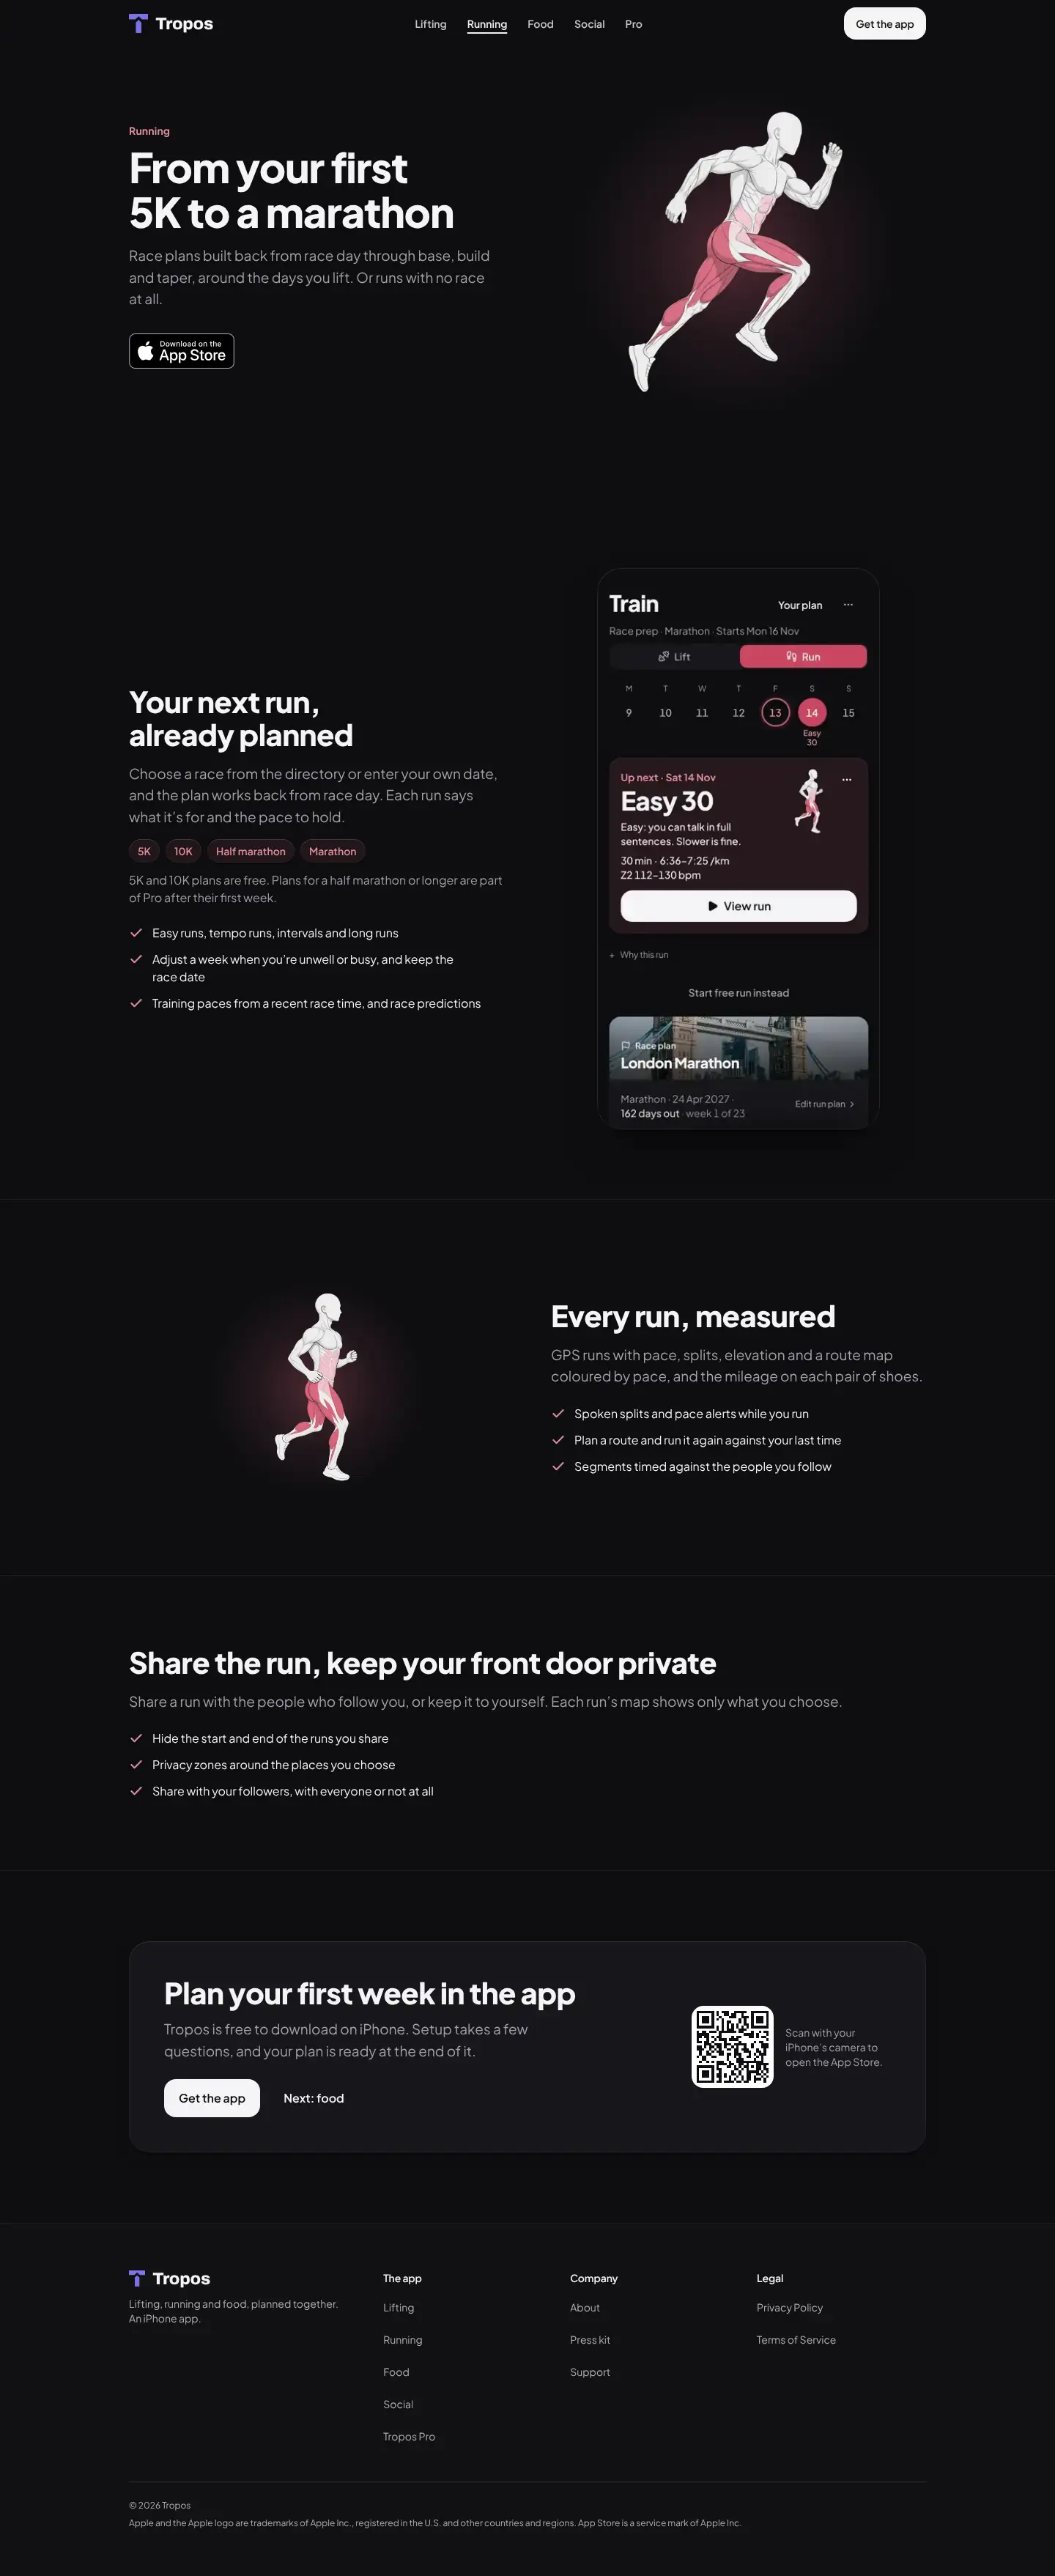 Tropos
Lifting
Running
Food
Social
Pro
Get the app
Running
From your first
5K to a marathon
Race plans built back from race day through base, build
and taper, around the days you lift. Or runs with no race
at all.
Download on the
App Store
Train
Your plan
Race prep · Marathon · Starts Mon 16 Nov
Lift
Run
M T W T F S S
9 10 11 12 13 14 15
Easy
30
Up next · Sat 14 Nov
Easy 30
Easy: you can talk in full
sentences. Slower is fine.
30 min · 6:36–7:25 /km
Z2 112–130 bpm
View run
+ Why this run
Start free run instead
Race plan
London Marathon
Marathon · 24 Apr 2027 ·
162 days out · week 1 of 23
Edit run plan >
Your next run,
already planned
Choose a race from the directory or enter your own date,
and the plan works back from race day. Each run says
what it’s for and the pace to hold.
5K
10K
Half marathon
Marathon
5K and 10K plans are free. Plans for a half marathon or longer are part
of Pro after their first week.
Easy runs, tempo runs, intervals and long runs
Adjust a week when you’re unwell or busy, and keep the
race date
Training paces from a recent race time, and race predictions
Every run, measured
GPS runs with pace, splits, elevation and a route map
coloured by pace, and the mileage on each pair of shoes.
Spoken splits and pace alerts while you run
Plan a route and run it again against your last time
Segments timed against the people you follow
Share the run, keep your front door private
Share a run with the people who follow you, or keep it to yourself. Each run’s map shows only what you choose.
Hide the start and end of the runs you share
Privacy zones around the places you choose
Share with your followers, with everyone or not at all
Plan your first week in the app
Tropos is free to download on iPhone. Setup takes a few
questions, and your plan is ready at the end of it.
Get the app
Next: food
Scan with your
iPhone’s camera to
open the App Store.
Tropos
Lifting, running and food, planned together.
An iPhone app.
The app
Lifting
Running
Food
Social
Tropos Pro
Company
About
Press kit
Support
Legal
Privacy Policy
Terms of Service
© 2026 Tropos
Apple and the Apple logo are trademarks of Apple Inc., registered in the U.S. and other countries and regions. App Store is a service mark of Apple Inc.